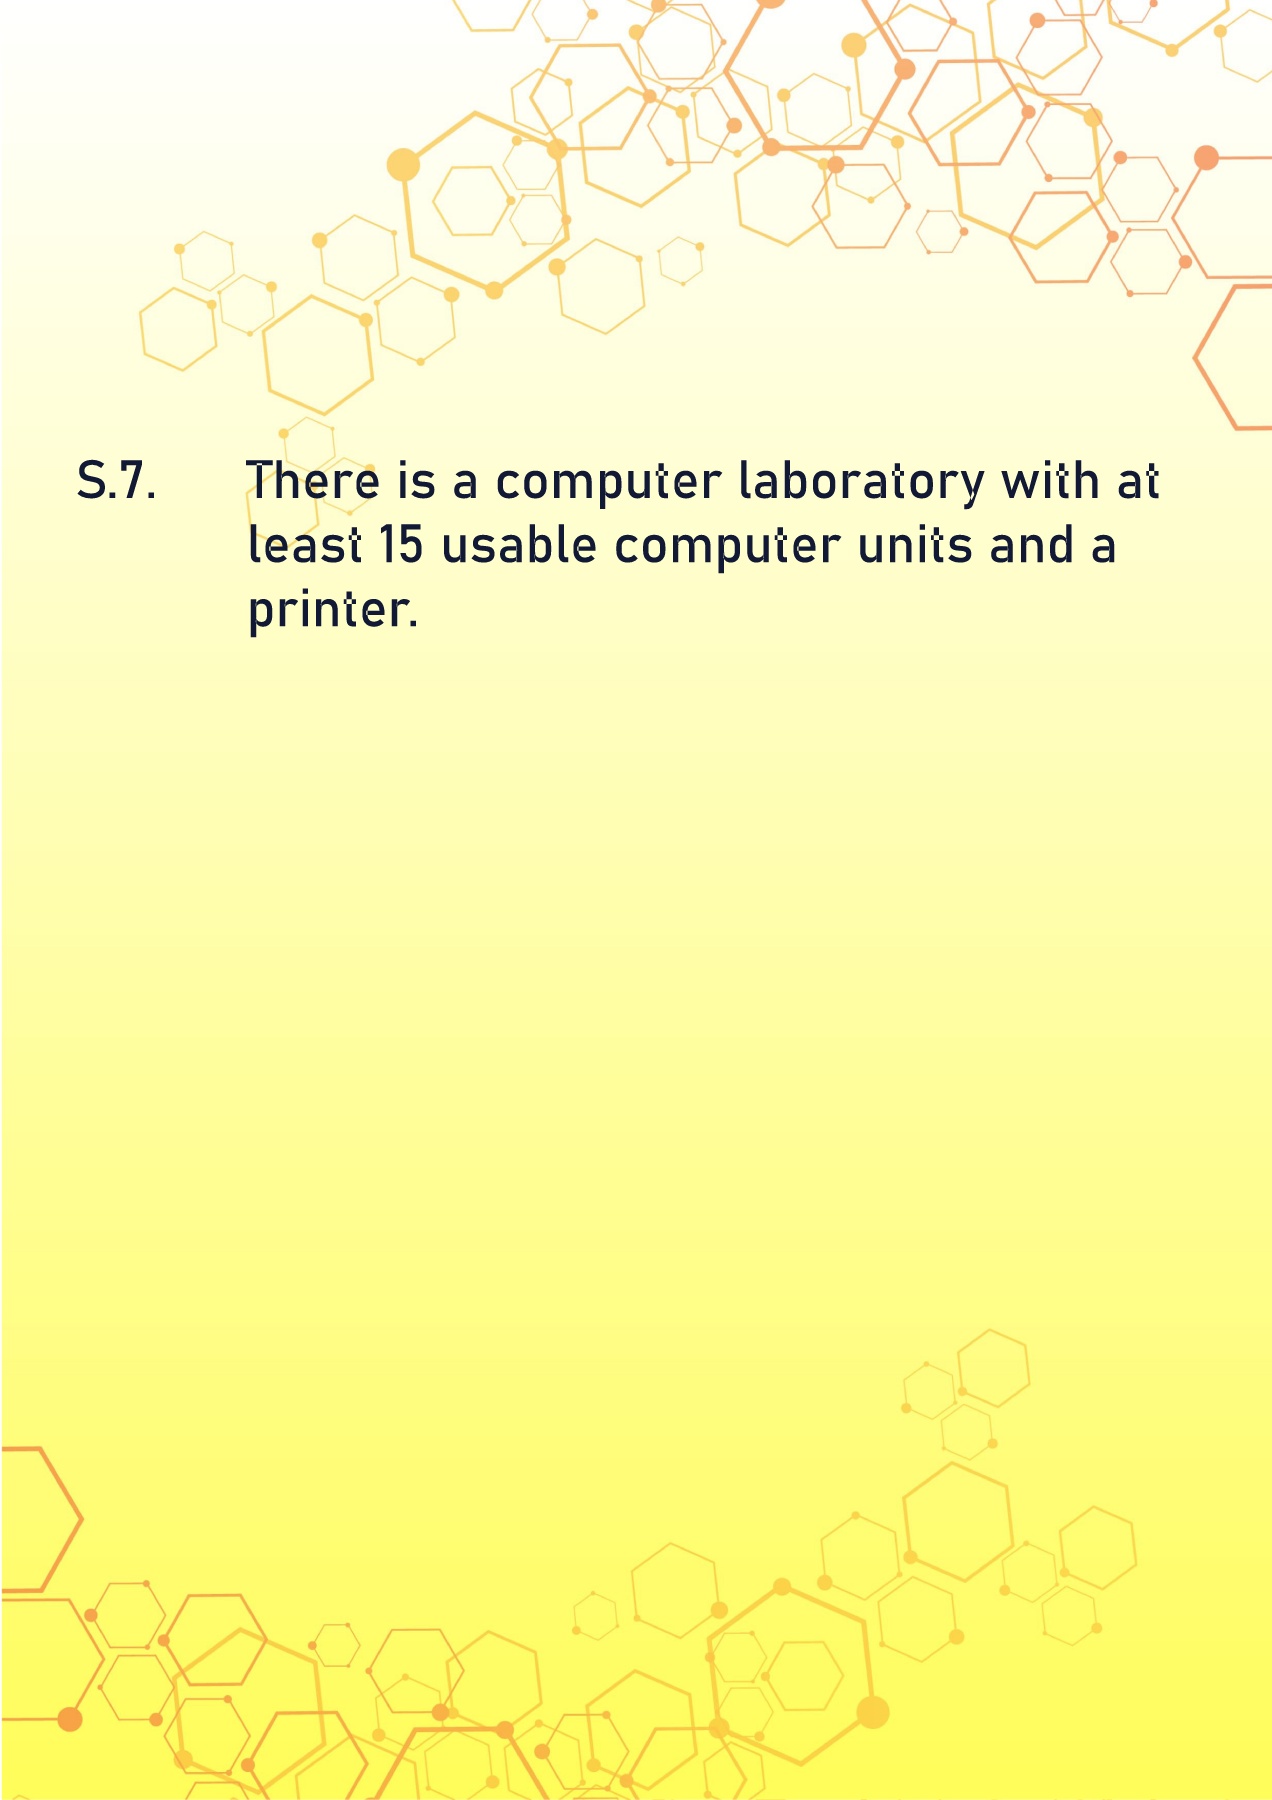 S.7. There is a computer laboratory with at
least 15 usable computer units and a
printer.